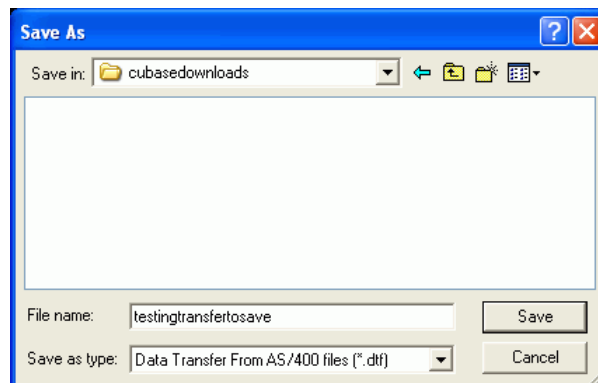 Save As
Save in: cubasedownloads
File name: testingtransfertosave Save
Save as type: Data Transfer From AS/400 files (*.dtf) Cancel